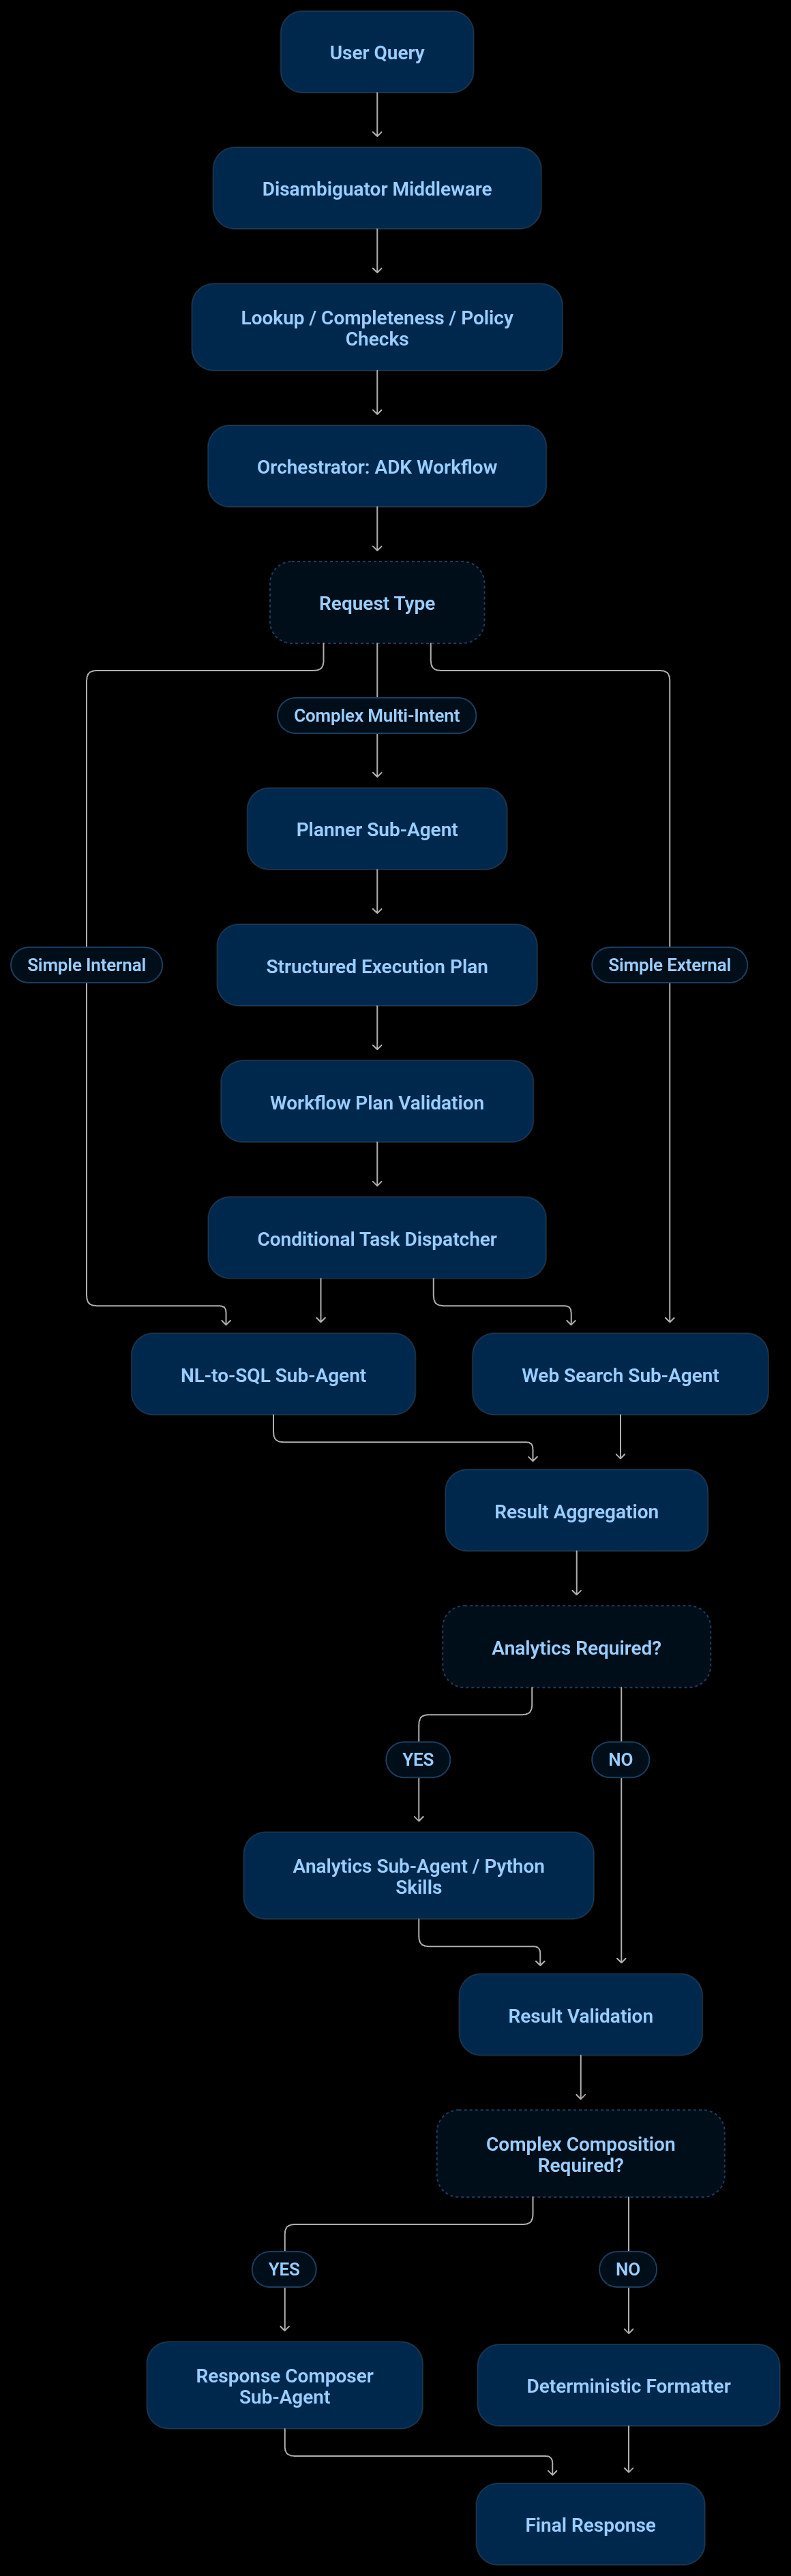 User Query
Disambiguator Middleware
Lookup / Completeness / Policy
Checks
Orchestrator: ADK Workflow
Request Type
Complex Multi-Intent
Planner Sub-Agent
Simple Internal
Structured Execution Plan
Simple External
Workflow Plan Validation
Conditional Task Dispatcher
NL-to-SQL Sub-Agent
Web Search Sub-Agent
Result Aggregation
Analytics Required?
YES
NO
Analytics Sub-Agent / Python
Skills
Result Validation
Complex Composition
Required?
YES
NO
Response Composer
Sub-Agent
Deterministic Formatter
Final Response